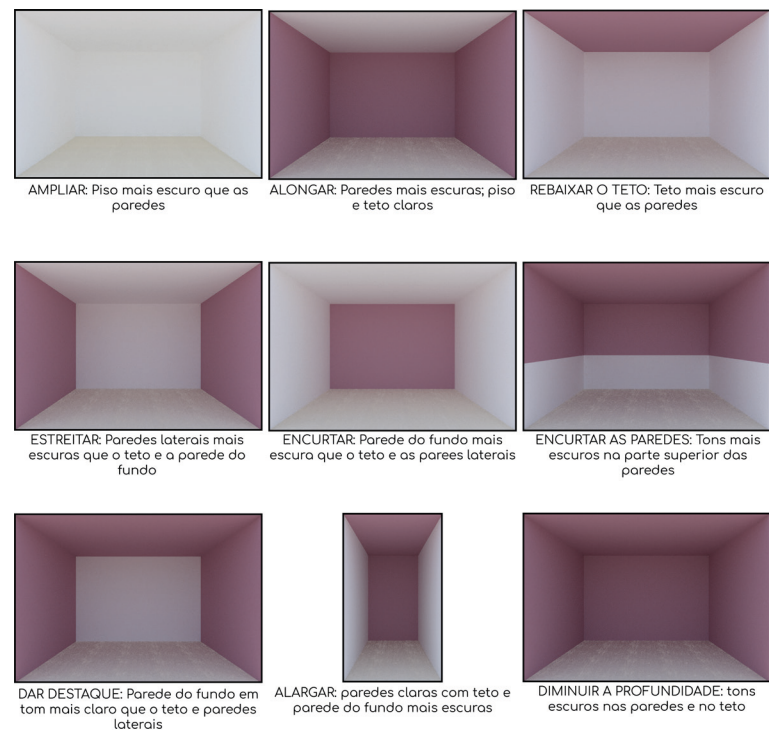 AMPLIAR: Piso mais escuro que as
paredes
ALONGAR: Paredes mais escuras; piso
e teto claros
REBAIXAR O TETO: Teto mais escuro
que as paredes
ESTREITAR: Paredes laterais mais
escuras que o teto e a parede do
fundo
ENCURTAR: Parede do fundo mais
escura que o teto e as parees laterais
ENCURTAR AS PAREDES: Tons mais
escuros na parte superior das
paredes
DAR DESTAQUE: Parede do fundo em
tom mais claro que o teto e paredes
laterais
ALARGAR: paredes claras com teto e
parede do fundo mais escuras
DIMINUIR A PROFUNDIDADE: tons
escuros nas paredes e no teto